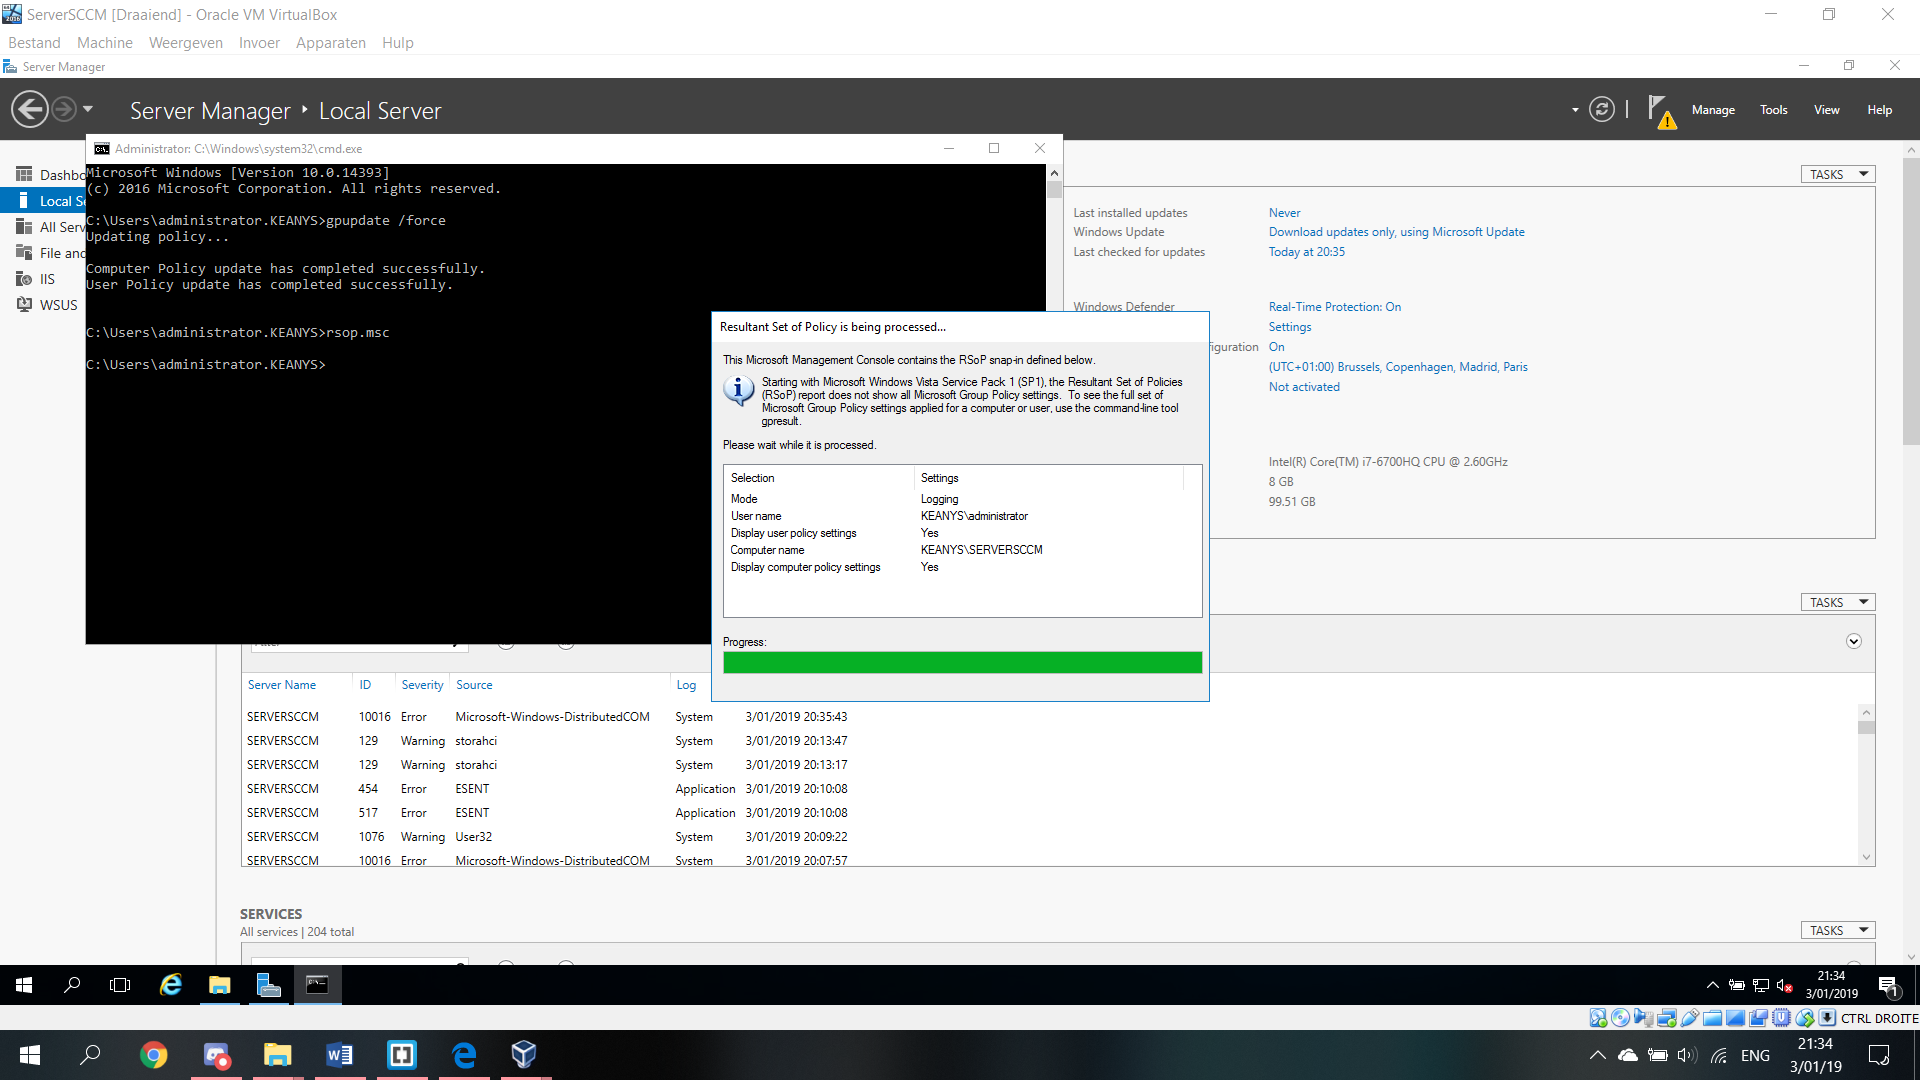 ServerSCCM [Draaiend] - Oracle VM VirtualBox
Bestand Machine Weergeven Invoer Apparaten Hulp
Server Manager
Server Manager Local Server
Manage Tools View Help
Administrator: C:\Windows\system32\cmd.exe
Microsoft Windows [Version 10.0.14393]
(c) 2016 Microsoft Corporation. All rights reserved.
C:\Users\administrator.KEANYS>gpupdate /force
Updating policy...
Computer Policy update has completed successfully.
User Policy update has completed successfully.
C:\Users\administrator.KEANYS>rsop.msc
C:\Users\administrator.KEANYS>
Dashbo
Local Se
All Serv
File and
IIS
WSUS
TASKS
Last installed updates Never
Windows Update Download updates only, using Microsoft Update
Last checked for updates Today at 20:35
Windows Defender Real-Time Protection: On
Settings
iguration On
(UTC+01:00) Brussels, Copenhagen, Madrid, Paris
Not activated
Intel(R) Core(TM) i7-6700HQ CPU @ 2.60GHz
8 GB
99.51 GB
Resultant Set of Policy is being processed...
This Microsoft Management Console contains the RSoP snap-in defined below.
Starting with Microsoft Windows Vista Service Pack 1 (SP1), the Resultant Set of Policies
(RSoP) report does not show all Microsoft Group Policy settings. To see the full set of
Microsoft Group Policy settings applied for a computer or user, use the command-line tool
gpresult.
Please wait while it is processed.
Selection Settings
Mode Logging
User name KEANYS\administrator
Display user policy settings Yes
Computer name KEANYS\SERVERSCCM
Display computer policy settings Yes
Progress:
TASKS
Server Name ID Severity Source Log
SERVERSCCM 10016 Error Microsoft-Windows-DistributedCOM System 3/01/2019 20:35:43
SERVERSCCM 129 Warning storahci System 3/01/2019 20:13:47
SERVERSCCM 129 Warning storahci System 3/01/2019 20:13:17
SERVERSCCM 454 Error ESENT Application 3/01/2019 20:10:08
SERVERSCCM 517 Error ESENT Application 3/01/2019 20:10:08
SERVERSCCM 1076 Warning User32 System 3/01/2019 20:09:22
SERVERSCCM 10016 Error Microsoft-Windows-DistributedCOM System 3/01/2019 20:07:57
SERVICES
All services | 204 total
TASKS
21:34
3/01/2019
1
CTRL DROITE
ENG
21:34
3/01/19